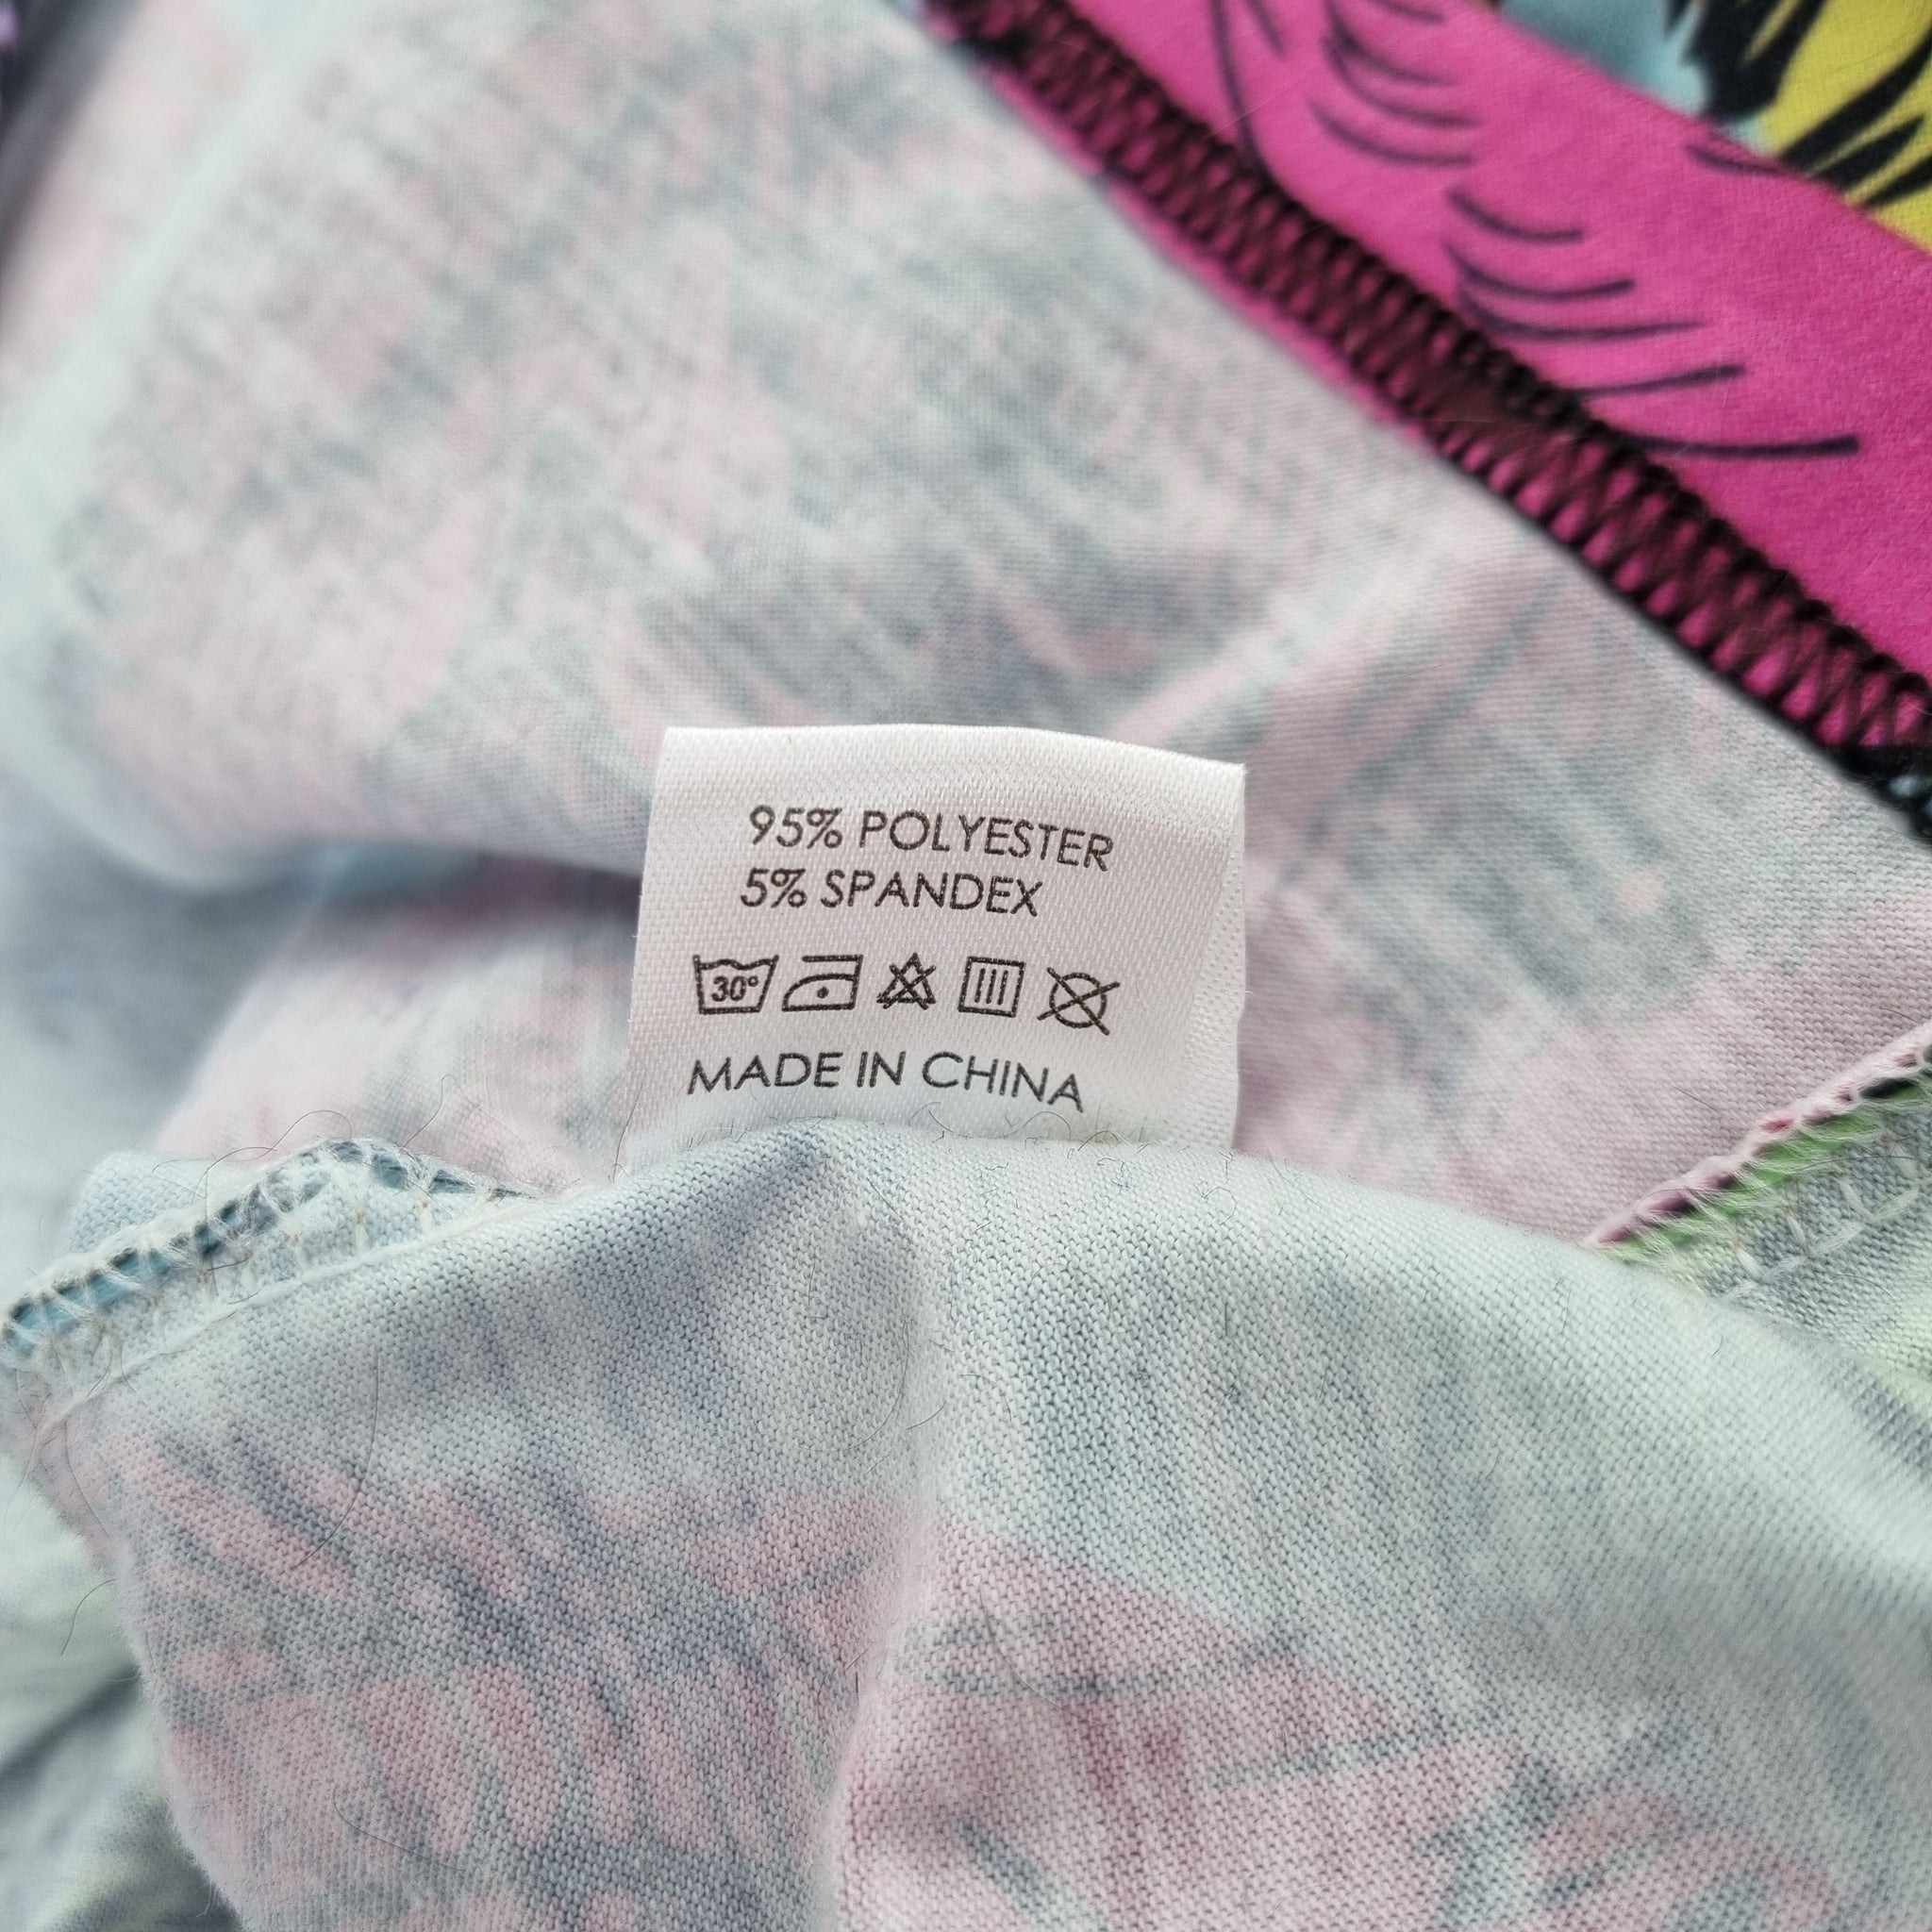 95% POLYESTER
5% SPANDEX
30°
MADE IN CHINA